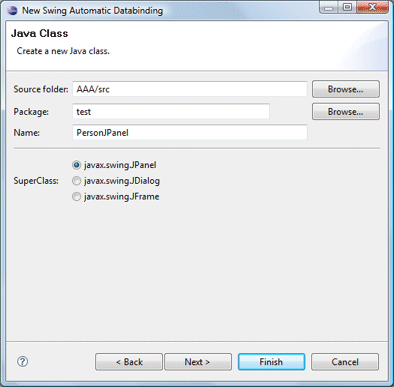 New Swing Automatic Databinding
Java Class
Create a new Java class.
Source folder: AAA/src Browse...
Package: test Browse...
Name: PersonJPanel
javax.swing.JPanel
SuperClass: javax.swing.JDialog
javax.swing.JFrame
? < Back Next > Finish Cancel